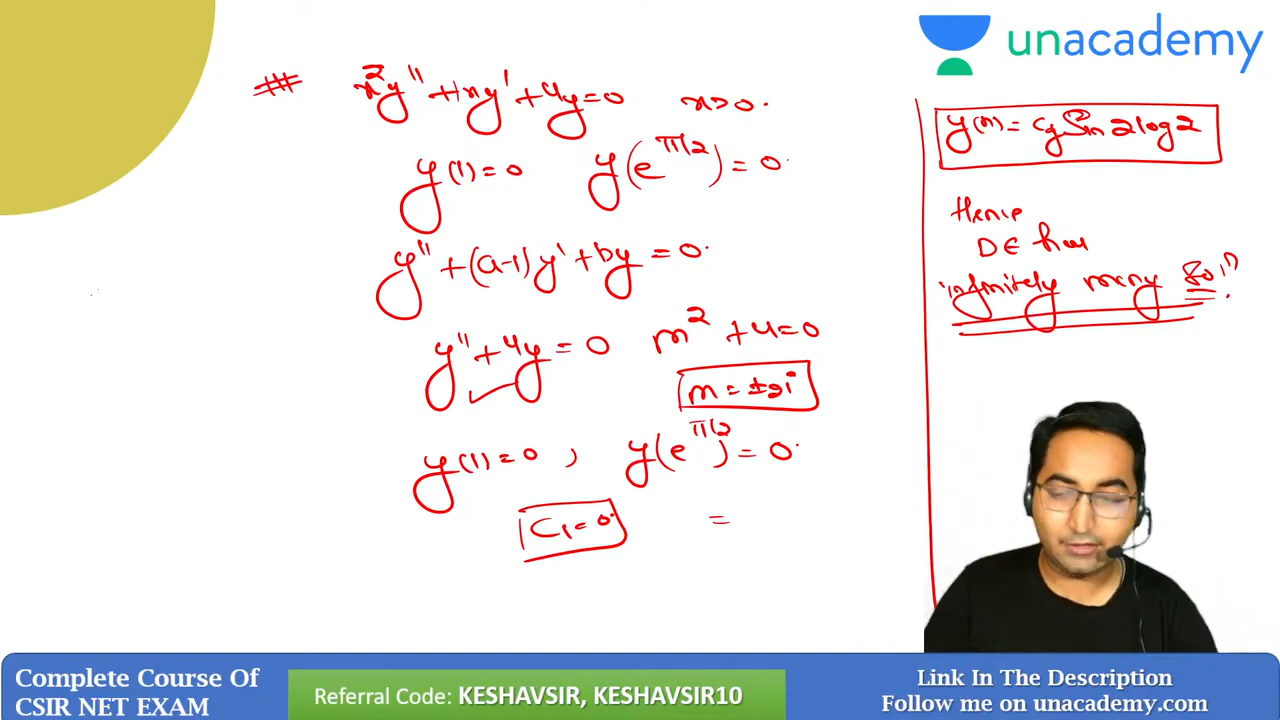 unacademy
x²y" + xy' + 4y = 0 x > 0.
y(1) = 0 y(e^π/2) = 0.
y" + (a-1)y' + by = 0.
y" + 4y = 0 m² + 4 = 0
m = ±2i
y(1) = 0 , y(e^π/2) = 0.
C₁ = 0. =
y(x) = C₂ Sin 2 log x
Hence
DE has
infinitely many Sol^n.
Complete Course Of
CSIR NET EXAM
Referral Code: KESHAVSIR, KESHAVSIR10
Link In The Description
Follow me on unacademy.com